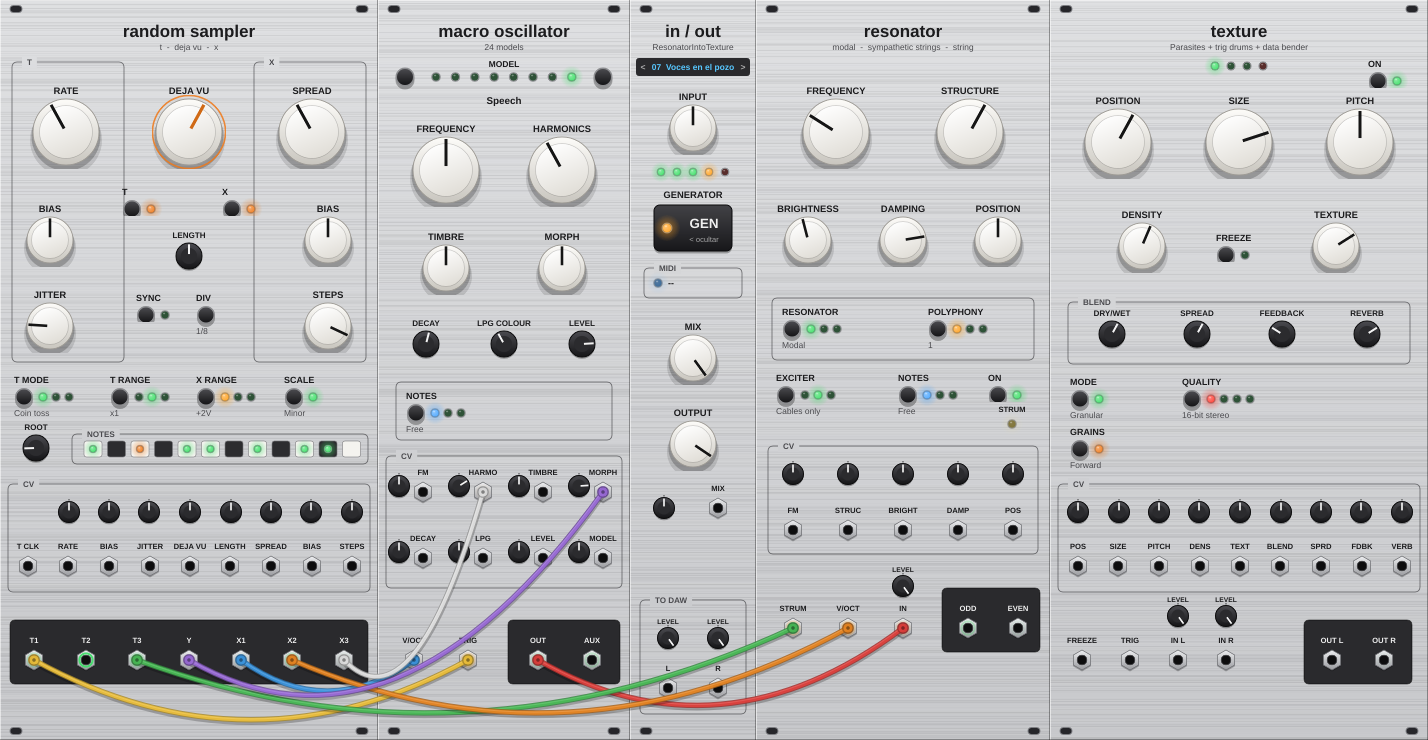 random sampler
t - deja vu - x
T
X
RATE
DEJA VU
SPREAD
T
X
BIAS
BIAS
LENGTH
JITTER
SYNC
DIV
STEPS
1/8
T MODE
T RANGE
X RANGE
SCALE
Coin toss
x1
+2V
Minor
ROOT
NOTES
CV
T CLK
RATE
BIAS
JITTER
DEJA VU
LENGTH
SPREAD
BIAS
STEPS
T1
T2
T3
Y
X1
X2
X3
macro oscillator
24 models
MODEL
Speech
FREQUENCY
HARMONICS
TIMBRE
MORPH
DECAY
LPG COLOUR
LEVEL
NOTES
Free
CV
FM
HARMO
TIMBRE
MORPH
DECAY
LPG
LEVEL
MODEL
V/OCT
TRIG
OUT
AUX
in / out
ResonatorIntoTexture
< 07 Voces en el pozo >
INPUT
GENERATOR
GEN
< ocultar
MIDI
--
MIX
OUTPUT
MIX
TO DAW
LEVEL
LEVEL
L
R
resonator
modal - sympathetic strings - string
FREQUENCY
STRUCTURE
BRIGHTNESS
DAMPING
POSITION
RESONATOR
POLYPHONY
Modal
1
EXCITER
NOTES
ON
Cables only
Free
STRUM
CV
FM
STRUC
BRIGHT
DAMP
POS
LEVEL
STRUM
V/OCT
IN
ODD
EVEN
texture
Parasites + trig drums + data bender
ON
POSITION
SIZE
PITCH
DENSITY
TEXTURE
FREEZE
BLEND
DRY/WET
SPREAD
FEEDBACK
REVERB
MODE
QUALITY
Granular
16-bit stereo
GRAINS
Forward
CV
POS
SIZE
PITCH
DENS
TEXT
BLEND
SPRD
FDBK
VERB
LEVEL
LEVEL
FREEZE
TRIG
IN L
IN R
OUT L
OUT R